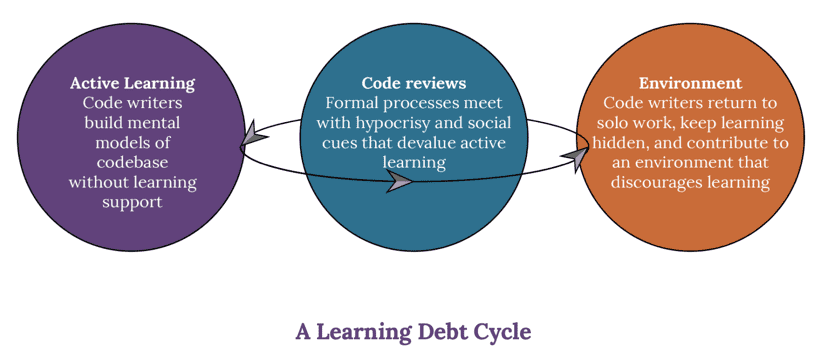 Active Learning
Code writers
build mental
models of
codebase
without learning
support
Code reviews
Formal processes meet
with hypocrisy and social
cues that devalue active
learning
Environment
Code writers return to
solo work, keep learning
hidden, and contribute to
an environment that
discourages learning
A Learning Debt Cycle